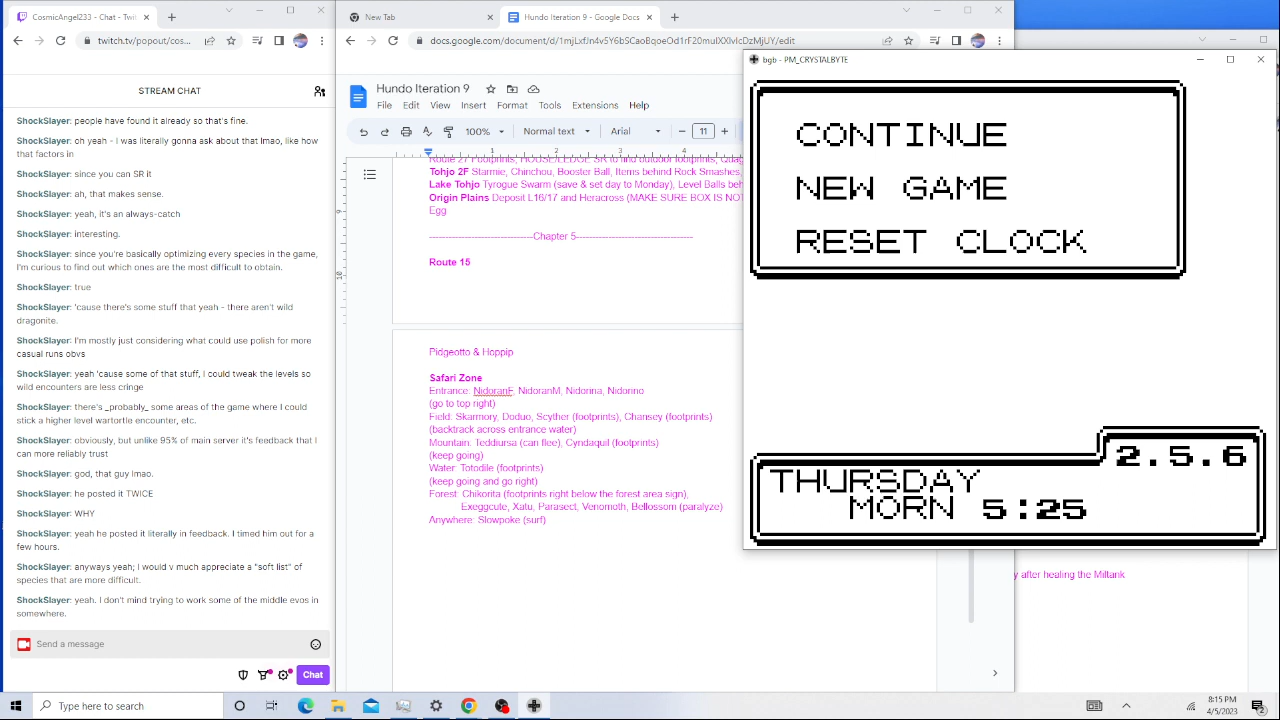 CosmicAngel233 - Chat - Twit
twitch.tv/popout/cos...
STREAM CHAT
ShockSlayer: people have found it already so that's fine.
ShockSlayer: oh yeah - I was literally gonna ask about that lmao, like how
that factors in
ShockSlayer: since you can SR it
ShockSlayer: ah, that makes sense.
ShockSlayer: yeah, it's an always-catch
ShockSlayer: interesting.
ShockSlayer: since you're basically optimizing every species in the game,
I'm curious to find out which ones are the most difficult to obtain.
ShockSlayer: true
ShockSlayer: 'cause there's some stuff that yeah - there aren't wild
dragonite.
ShockSlayer: I'm mostly just considering what could use polish for more
casual runs obvs
ShockSlayer: yeah 'cause some of that stuff, I could tweak the levels so
wild encounters are less cringe
ShockSlayer: there's _probably_ some areas of the game where I could
stick a higher level wartortle encounter, etc.
ShockSlayer: obviously, but unlike 95% of main server it's feedback that I
can more reliably trust
ShockSlayer: god, that guy lmao.
ShockSlayer: he posted it TWICE
ShockSlayer: WHY
ShockSlayer: yeah he posted it literally in feedback. I timed him out for a
few hours.
ShockSlayer: anyways yeah; I would v much appreciate a "soft list" of
species that are more difficult.
ShockSlayer: yeah. I don't mind trying to work some of the middle evos in
somewhere.
Send a message
Chat
New Tab
Hundo Iteration 9 - Google Docs
docs.google.com/document/d/1mjLxfJn4v5Y6bSCaoBqoeOd1rF20mulXXlvIcDzMjUY/edit
Hundo Iteration 9
File Edit View Insert Format Tools Extensions Help
100% Normal text Arial 11
1 2 3 4
Route 27 Footprints, HOUSE/LEDGE SR to find outdoor footprints,
Tohjo 2F Starmie, Chinchou, Booster Ball, Items behind Rock Smashes,
Lake Tohjo Tyrogue Swarm (save & set day to Monday), Level Balls
Origin Plains Deposit L16/17 and Heracross (MAKE SURE BOX IS NOT
Egg
Chapter 5
Route 15
Pidgeotto & Hoppip
Safari Zone
Entrance: NidoranF, NidoranM, Nidorina, Nidorino
(go to top right)
Field: Skarmory, Doduo, Scyther (footprints), Chansey (footprints)
(backtrack across entrance water)
Mountain: Teddiursa (can flee), Cyndaquil (footprints)
(keep going)
Water: Totodile (footprints)
(keep going and go right)
Forest: Chikorita (footprints right below the forest area sign),
Exeggcute, Xatu, Parasect, Venomoth, Bellossom (paralyze)
Anywhere: Slowpoke (surf)
9
10
bgb - PM_CRYSTALBYTE
CONTINUE
NEW GAME
RESET CLOCK
2.5.6
THURSDAY
MORN 5:25
y after healing the Miltank
Type here to search
8:15 PM
4/5/2023
2